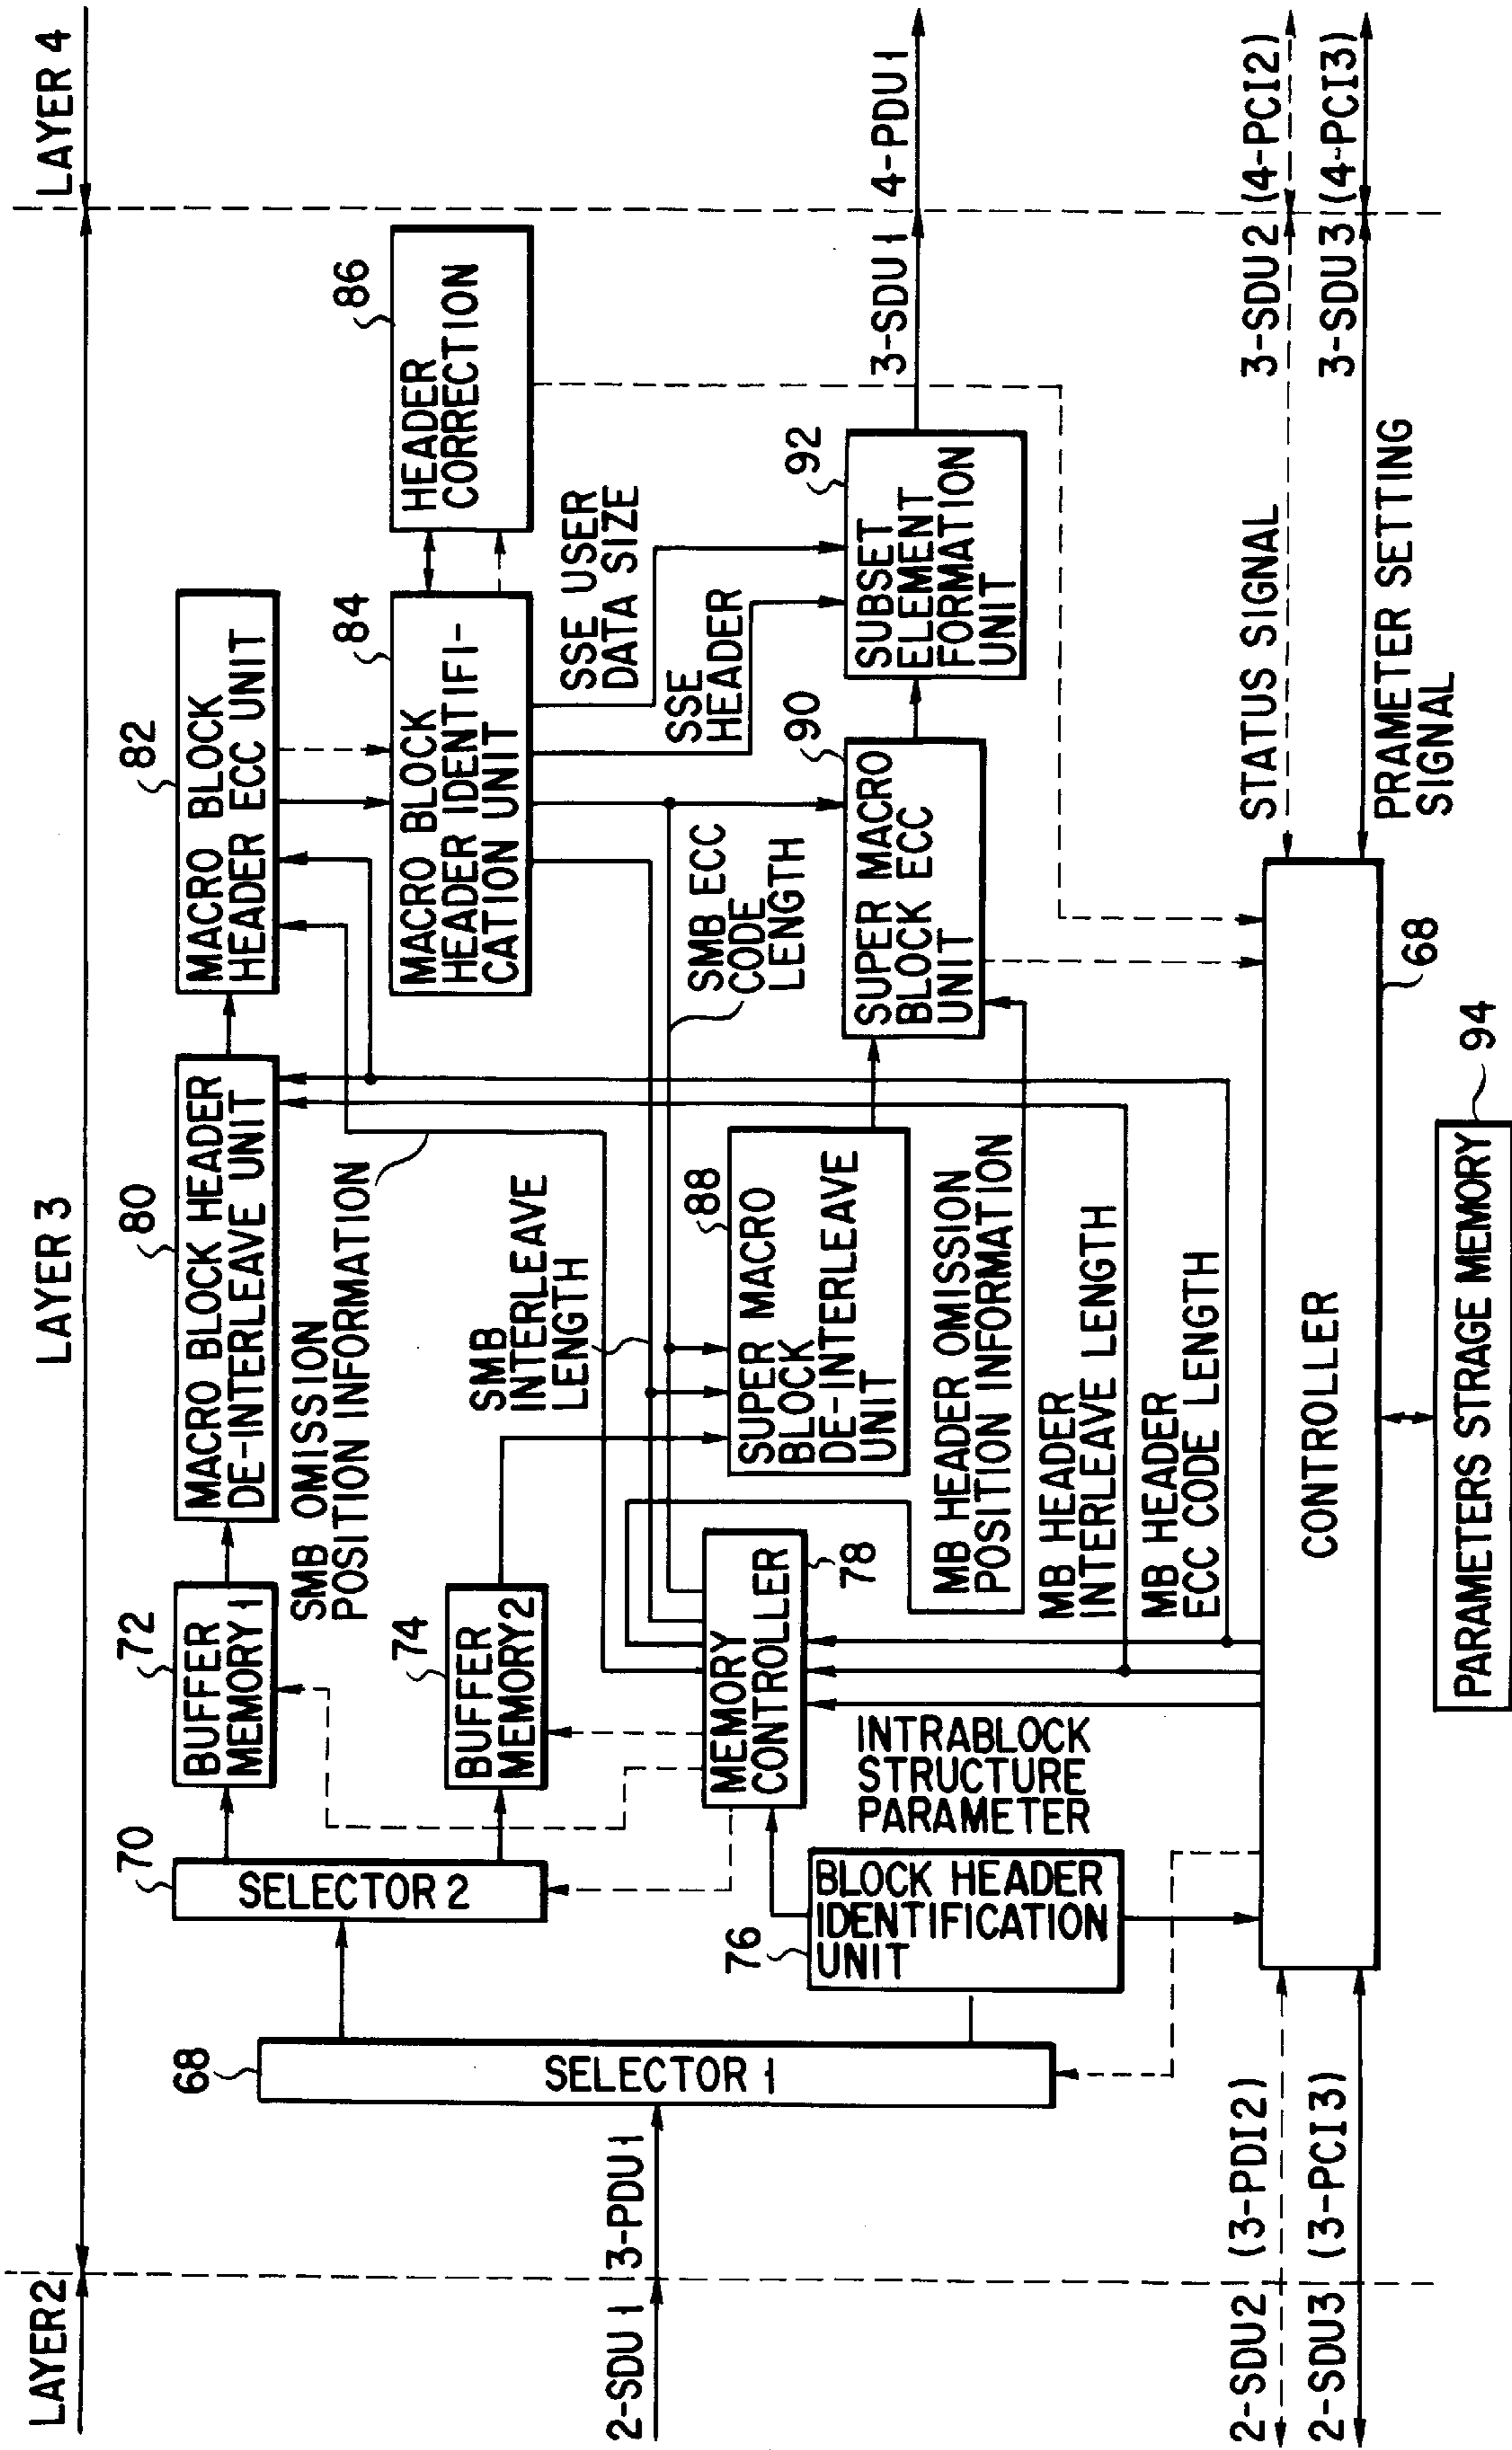 LAYER2
LAYER 3
LAYER 4
2-SDU1
3-PDU1
68
SELECTOR 1
70
SELECTOR 2
72
BUFFER
MEMORY 1
74
BUFFER
MEMORY2
76
BLOCK HEADER
IDENTIFICATION
UNIT
MEMORY
CONTROLLER
78
80
MACRO BLOCK HEADER
DE-INTERLEAVE UNIT
SMB OMISSION
POSITION INFORMATION
SMB
INTERLEAVE
LENGTH
82
MACRO BLOCK
HEADER ECC UNIT
84
MACRO BLOCK
HEADER IDENTIFI-
CATION UNIT
86
HEADER
CORRECTION
SSE USER
DATA SIZE
SSE
HEADER
SMB ECC
CODE
LENGTH
88
SUPER MACRO
BLOCK
DE-INTERLEAVE
UNIT
90
SUPER MACRO
BLOCK ECC
UNIT
92
SUBSET
ELEMENT
FORMATION
UNIT
3-SDU1
4-PDU1
INTRABLOCK
STRUCTURE
PARAMETER
MB HEADER OMISSION
POSITION INFORMATION
MB HEADER
INTERLEAVE LENGTH
MB HEADER
ECC CODE LENGTH
STATUS SIGNAL
3-SDU2 (4-PCI2)
3-SDU3 (4-PCI3)
PRAMETER SETTING
SIGNAL
2-SDU2 (3-PDI2)
2-SDU3 (3-PCI3)
CONTROLLER
68
PARAMETERS STRAGE MEMORY
94